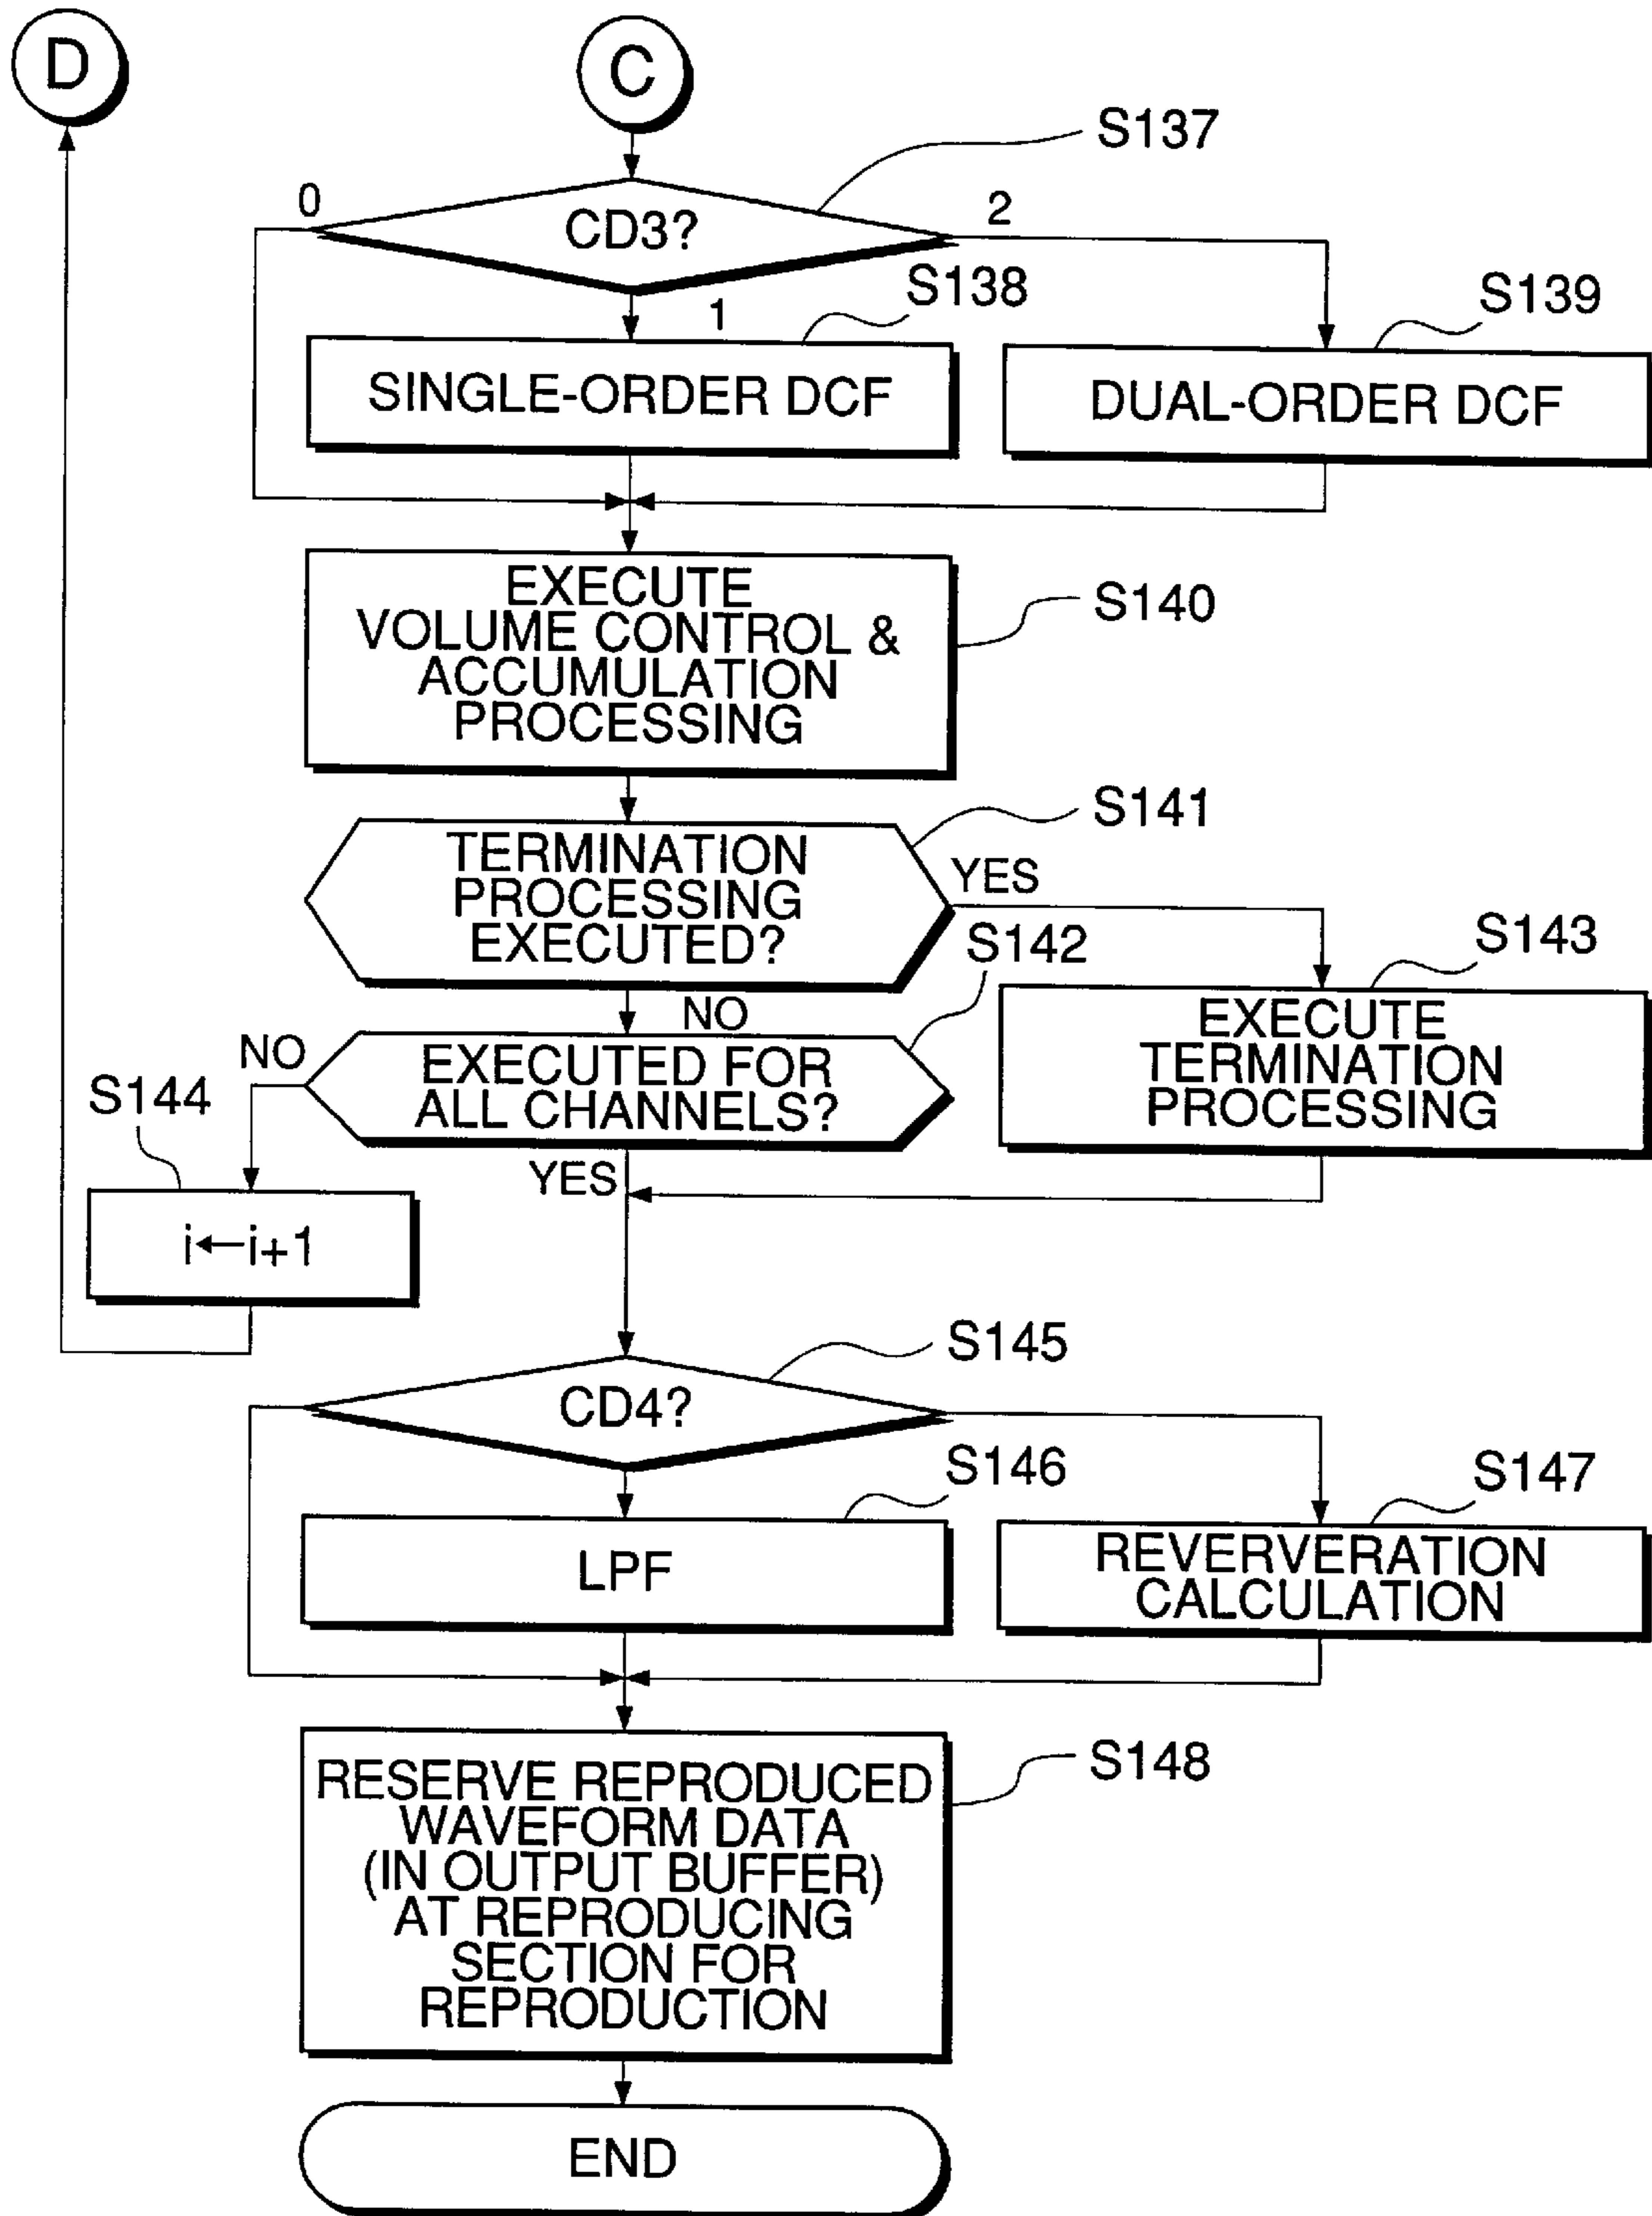 D
C
S137
0
CD3?
2
1
S138
S139
SINGLE-ORDER DCF
DUAL-ORDER DCF
EXECUTE
VOLUME CONTROL &
ACCUMULATION
PROCESSING
S140
S141
TERMINATION
PROCESSING
EXECUTED?
YES
S142
S143
NO
EXECUTE
TERMINATION
PROCESSING
NO
EXECUTED FOR
ALL CHANNELS?
S144
YES
i←i+1
S145
CD4?
S146
S147
LPF
REVERVERATION
CALCULATION
RESERVE REPRODUCED
WAVEFORM DATA
(IN OUTPUT BUFFER)
AT REPRODUCING
SECTION FOR
REPRODUCTION
S148
END